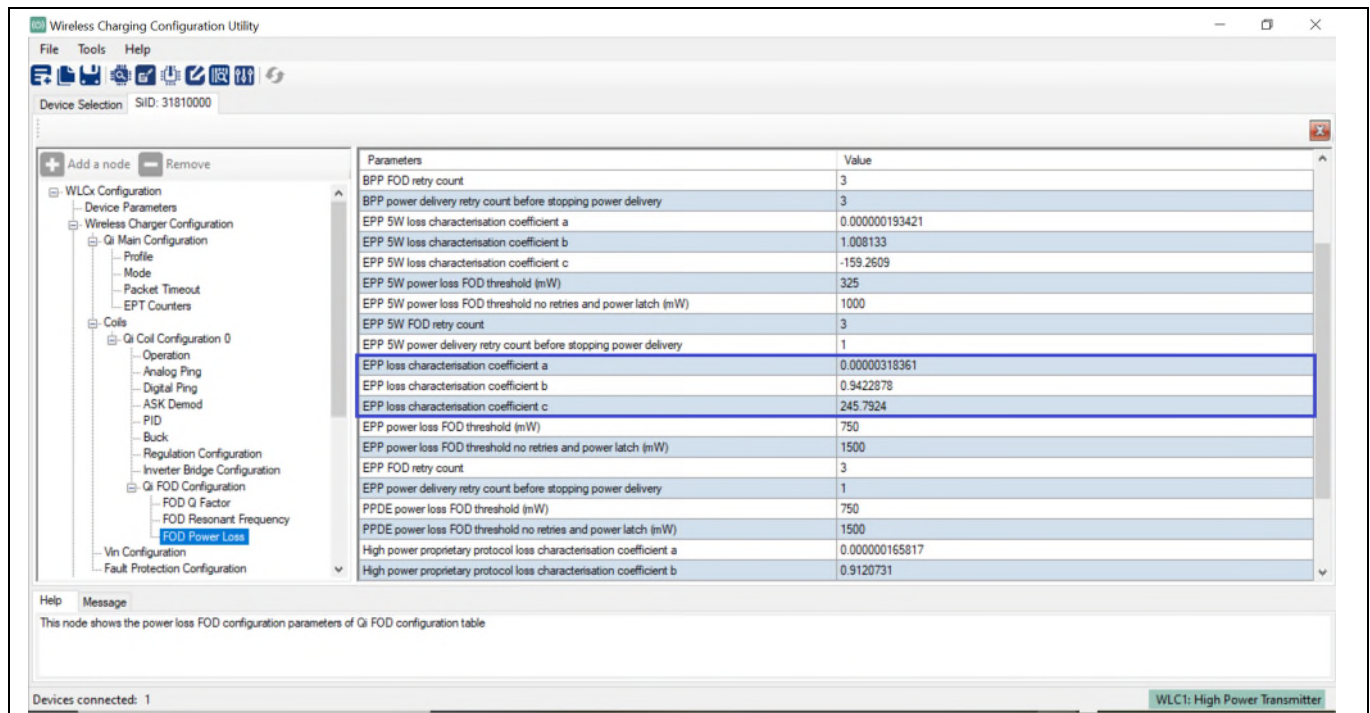 Wireless Charging Configuration Utility
File Tools Help
Device Selection SilD: 31810000
Add a node Remove
WLCx Configuration
Device Parameters
Wireless Charger Configuration
Qi Main Configuration
Profile
Mode
Packet Timeout
EPT Counters
Coils
Qi Coil Configuration 0
Operation
Analog Ping
Digital Ping
ASK Demod
PID
Buck
Regulation Configuration
Inverter Bridge Configuration
Qi FOD Configuration
FOD Q Factor
FOD Resonant Frequency
FOD Power Loss
Vin Configuration
Fault Protection Configuration
Parameters Value
BPP FOD retry count 3
BPP power delivery retry count before stopping power delivery 3
EPP 5W loss characterisation coefficient a 0.000000193421
EPP 5W loss characterisation coefficient b 1.008133
EPP 5W loss characterisation coefficient c -159.2609
EPP 5W power loss FOD threshold (mW) 325
EPP 5W power loss FOD threshold no retries and power latch (mW) 1000
EPP 5W FOD retry count 3
EPP 5W power delivery retry count before stopping power delivery 1
EPP loss characterisation coefficient a 0.00000318361
EPP loss characterisation coefficient b 0.9422878
EPP loss characterisation coefficient c 245.7924
EPP power loss FOD threshold (mW) 750
EPP power loss FOD threshold no retries and power latch (mW) 1500
EPP FOD retry count 3
EPP power delivery retry count before stopping power delivery 1
PPDE power loss FOD threshold (mW) 750
PPDE power loss FOD threshold no retries and power latch (mW) 1500
High power proprietary protocol loss characterisation coefficient a 0.000000165817
High power proprietary protocol loss characterisation coefficient b 0.9120731
Help Message
This node shows the power loss FOD configuration parameters of Qi FOD configuration table
Devices connected: 1 WLC1: High Power Transmitter